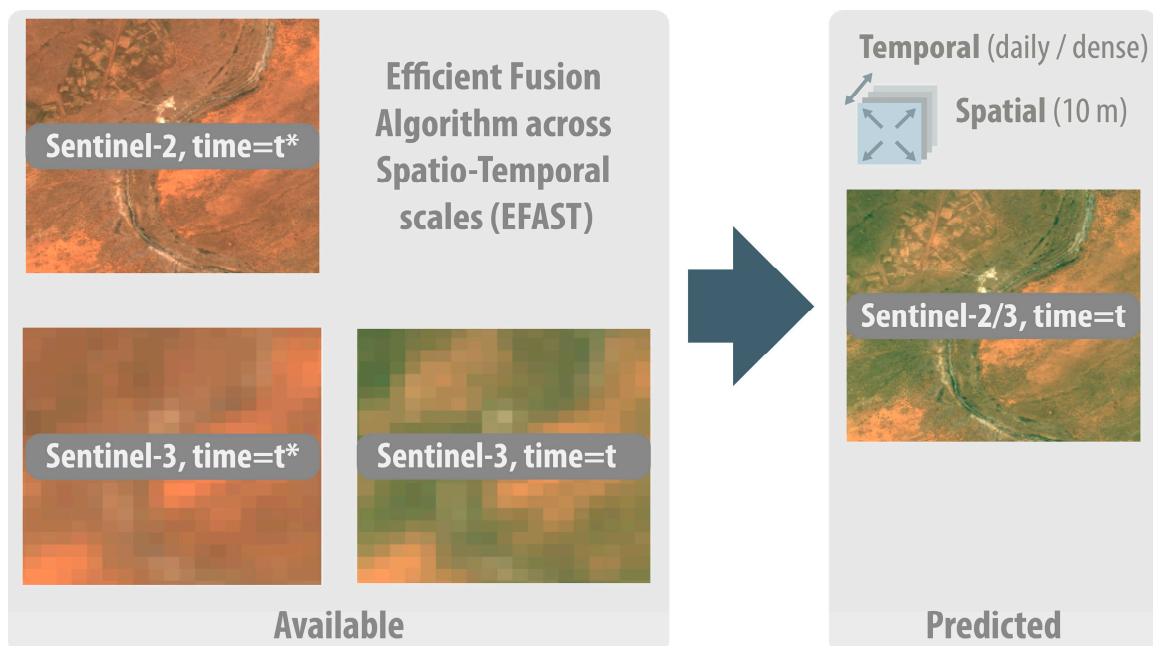 Sentinel-2, time=t*
Efficient Fusion
Algorithm across
Spatio-Temporal
scales (EFAST)
Sentinel-3, time=t*
Sentinel-3, time=t
Available
Temporal (daily / dense)
Spatial (10 m)
Sentinel-2/3, time=t
Predicted